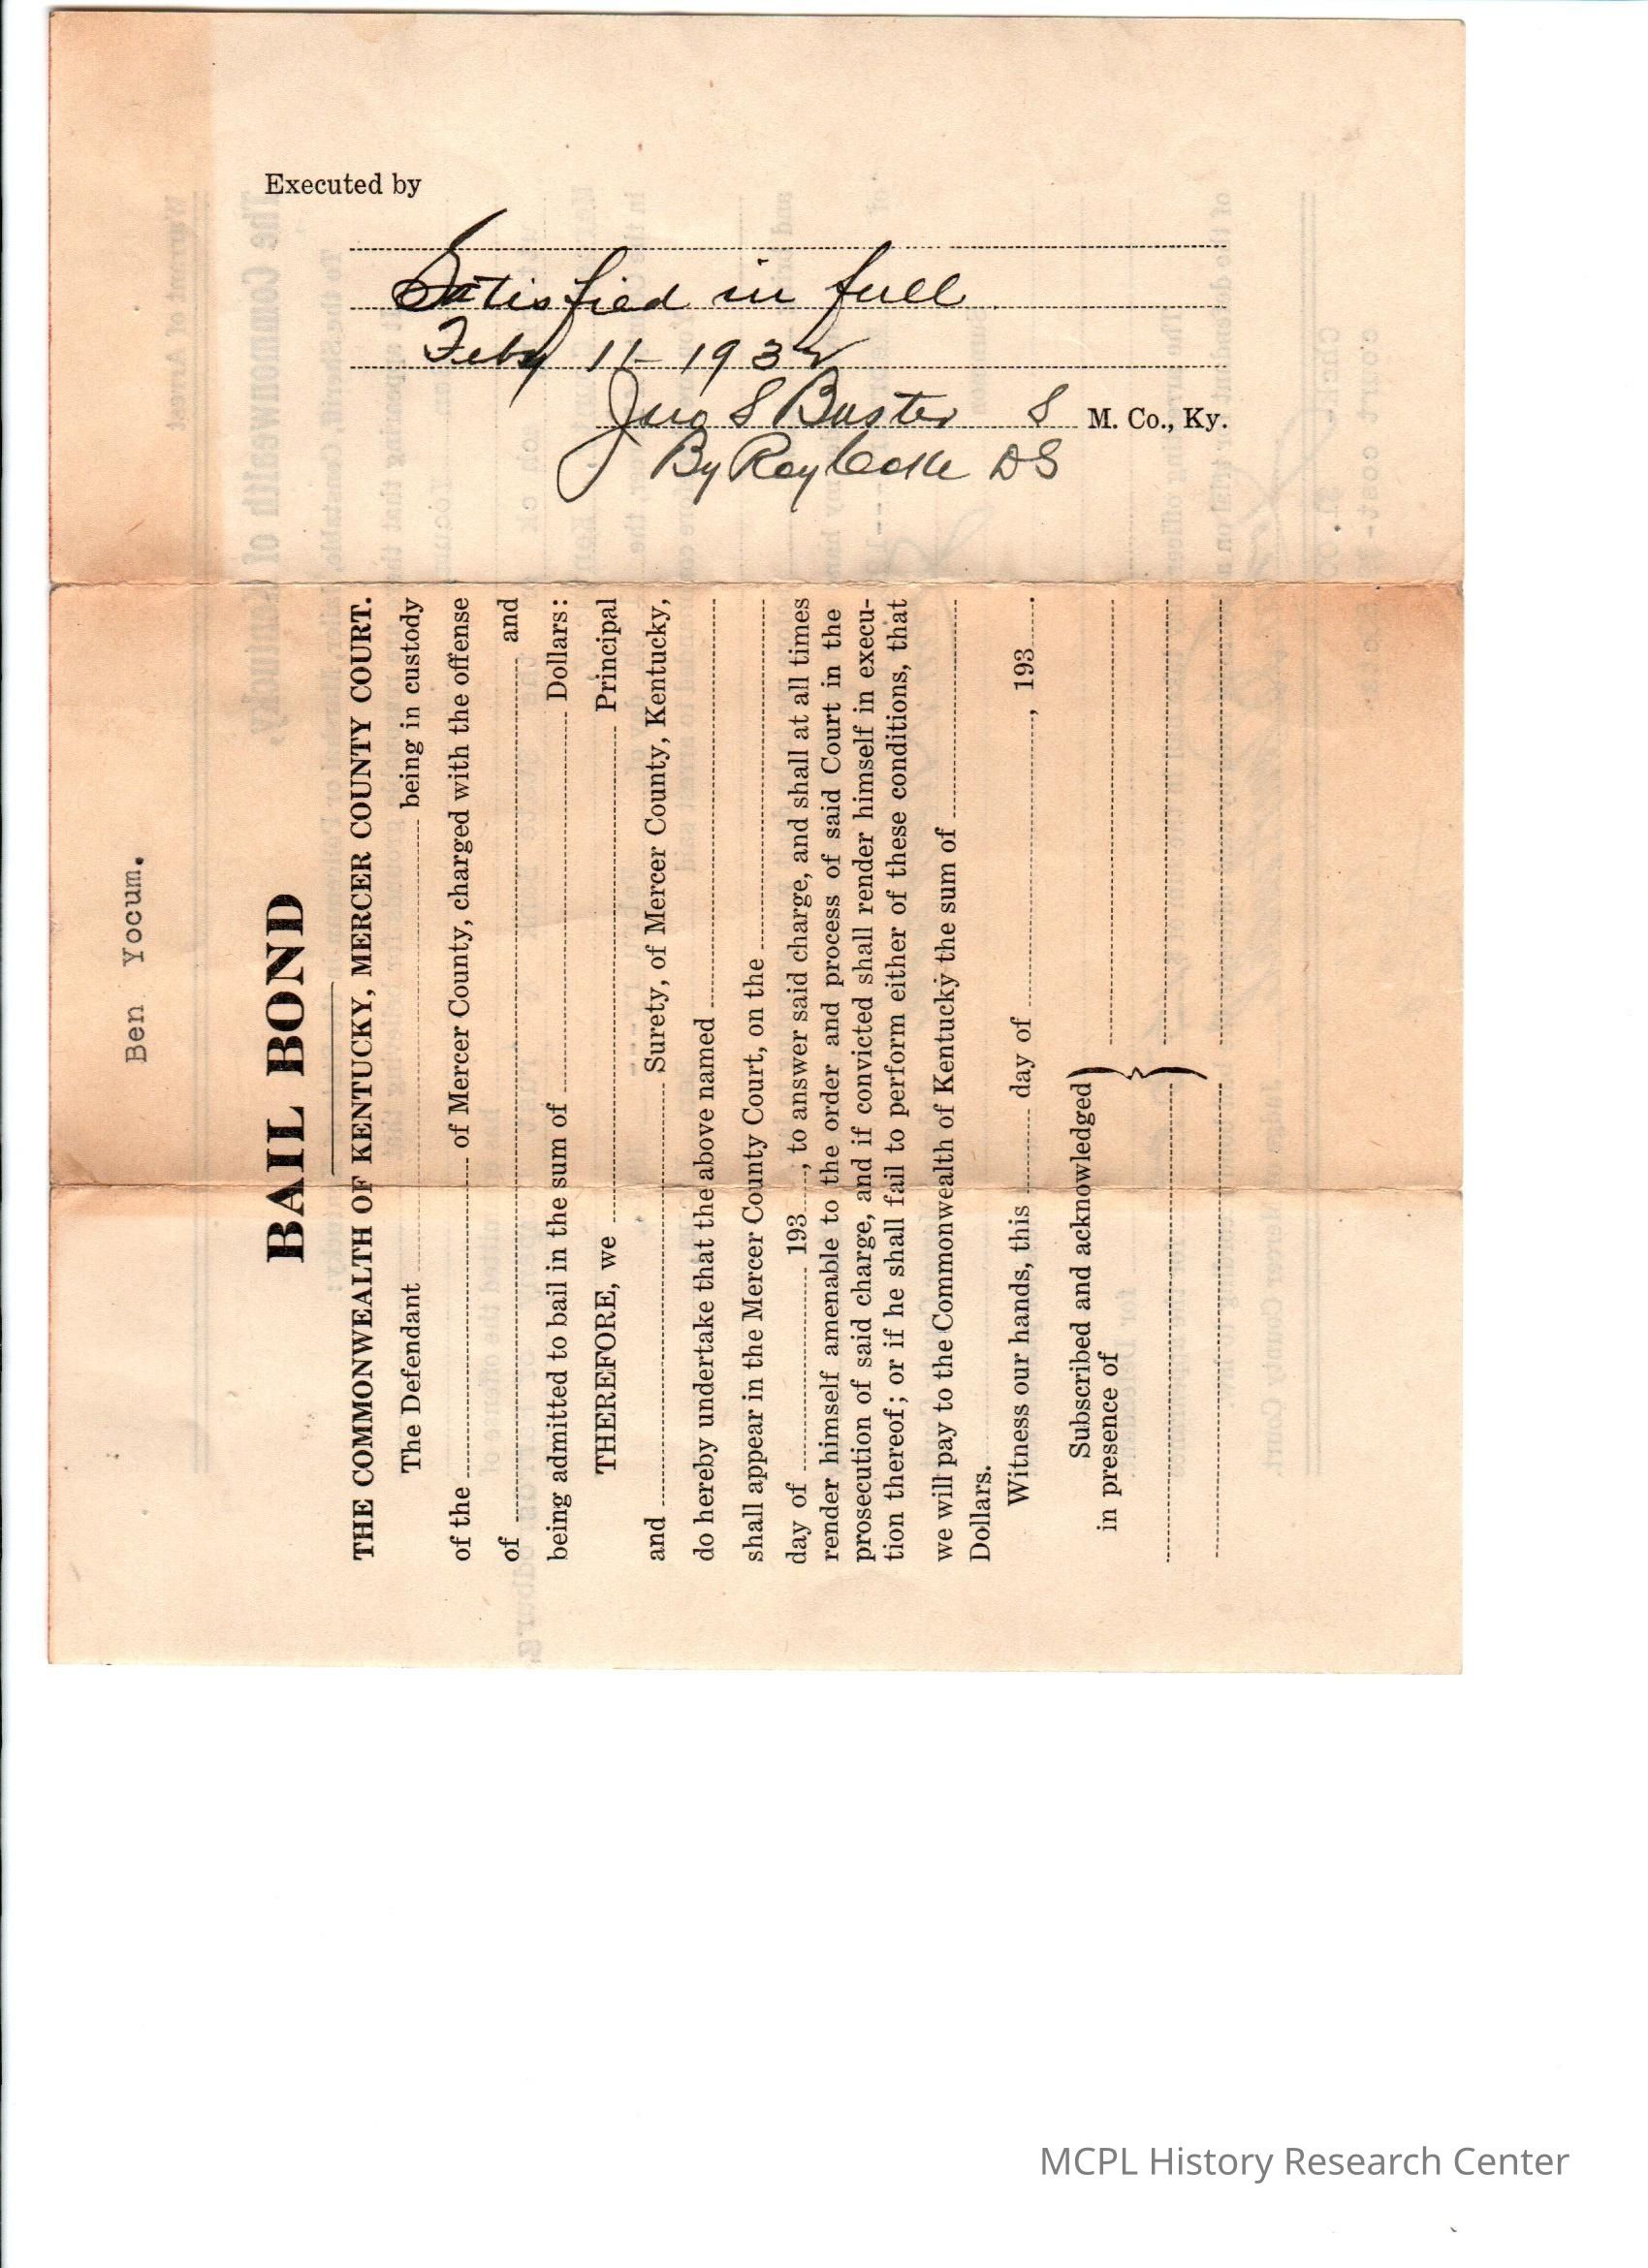 Executed by
Satisfied in full
Feby 11-1932
Jno S Buster S M. Co., Ky.
By Ray DS
Ben Yocum.
BAIL BOND
THE COMMONWEALTH OF KENTUCKY, MERCER COUNTY COURT.
The Defendant being in custody
of the of Mercer County, charged with the offense
of and
being admitted to bail in the sum of Dollars:
THEREFORE, we Principal
and Surety, of Mercer County, Kentucky,
do hereby undertake that the above named
shall appear in the Mercer County Court, on the
day of 193, to answer said charge, and shall at all times
render himself amenable to the order and process of said Court in the
prosecution of said charge, and if convicted shall render himself in execu-
tion thereof; or if he shall fail to perform either of these conditions, that
we will pay to the Commonwealth of Kentucky the sum of
Dollars.
Witness our hands, this day of , 193 .
Subscribed and acknowledged
in presence of
MCPL History Research Center